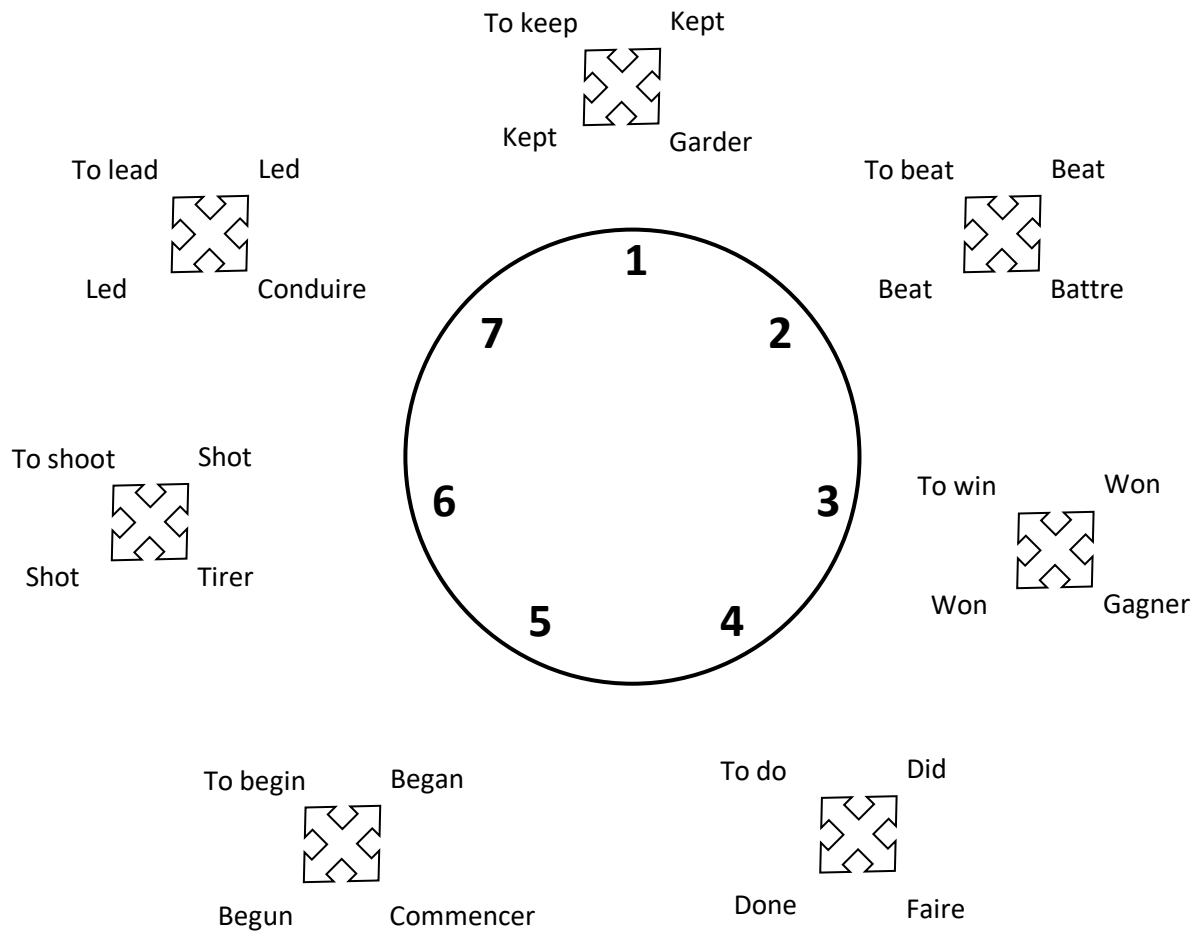 To keep Kept
Kept Garder
To lead Led
Led Conduire
To beat Beat
Beat Battre
1
7 2
To shoot Shot
Shot Tirer
6 3
To win Won
Won Gagner
5 4
To begin Began
Begun Commencer
To do Did
Done Faire